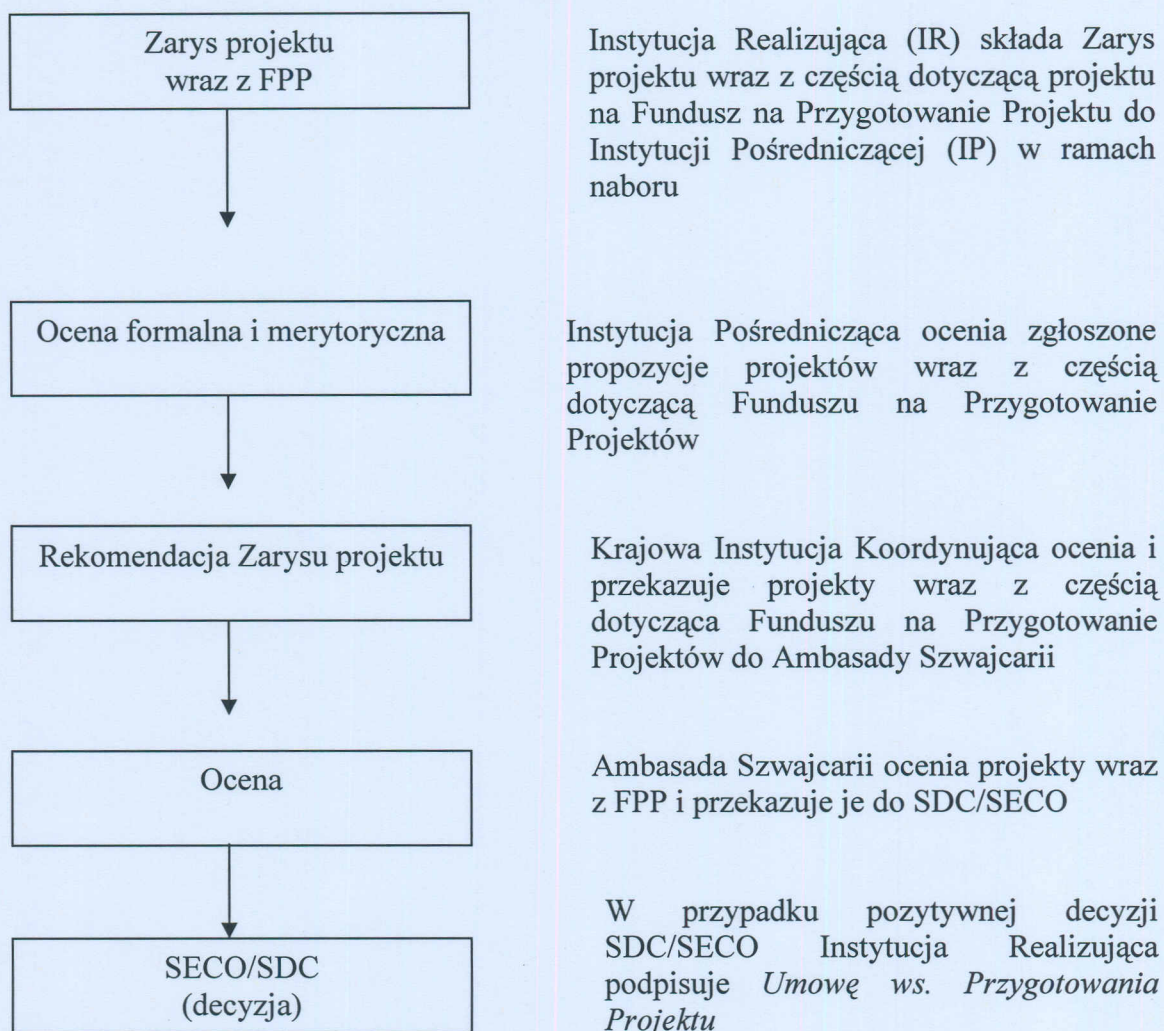 Zarys projektu
wraz z FPP
Instytucja Realizująca (IR) składa Zarys
projektu wraz z częścią dotyczącą projektu
na Fundusz na Przygotowanie Projektu do
Instytucji Pośredniczącej (IP) w ramach
naboru
Ocena formalna i merytoryczna
Instytucja Pośrednicząca ocenia zgłoszone
propozycje projektów wraz z częścią
dotyczącą Funduszu na Przygotowanie
Projektów
Rekomendacja Zarysu projektu
Krajowa Instytucja Koordynująca ocenia i
przekazuje projekty wraz z częścią
dotycząca Funduszu na Przygotowanie
Projektów do Ambasady Szwajcarii
Ocena
Ambasada Szwajcarii ocenia projekty wraz
z FPP i przekazuje je do SDC/SECO
SECO/SDC
(decyzja)
W przypadku pozytywnej decyzji
SDC/SECO Instytucja Realizująca
podpisuje Umowę ws. Przygotowania
Projektu